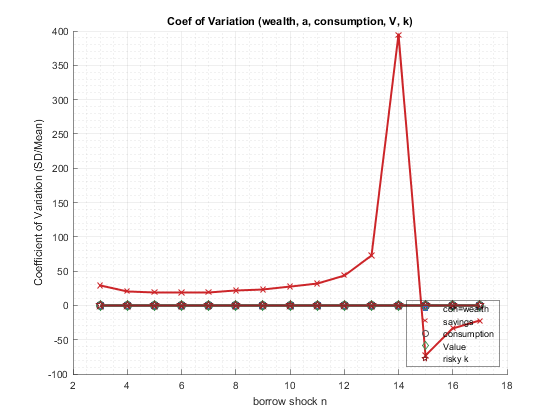 Coef of Variation (wealth, a, consumption, V, k)
400
350
300
250
200
150
100
50
0
-50
-100
Coefficient of Variation (SD/Mean)
2
4
6
8
10
12
14
16
18
borrow shock n
coh=wealth
savings
consumption
Value
risky k